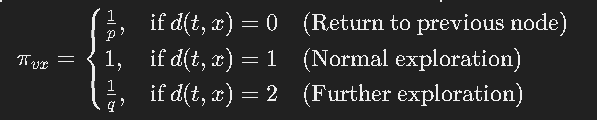 1/p, if d(t, x) = 0 (Return to previous node)
π_vx = { 1, if d(t, x) = 1 (Normal exploration)
1/q, if d(t, x) = 2 (Further exploration)